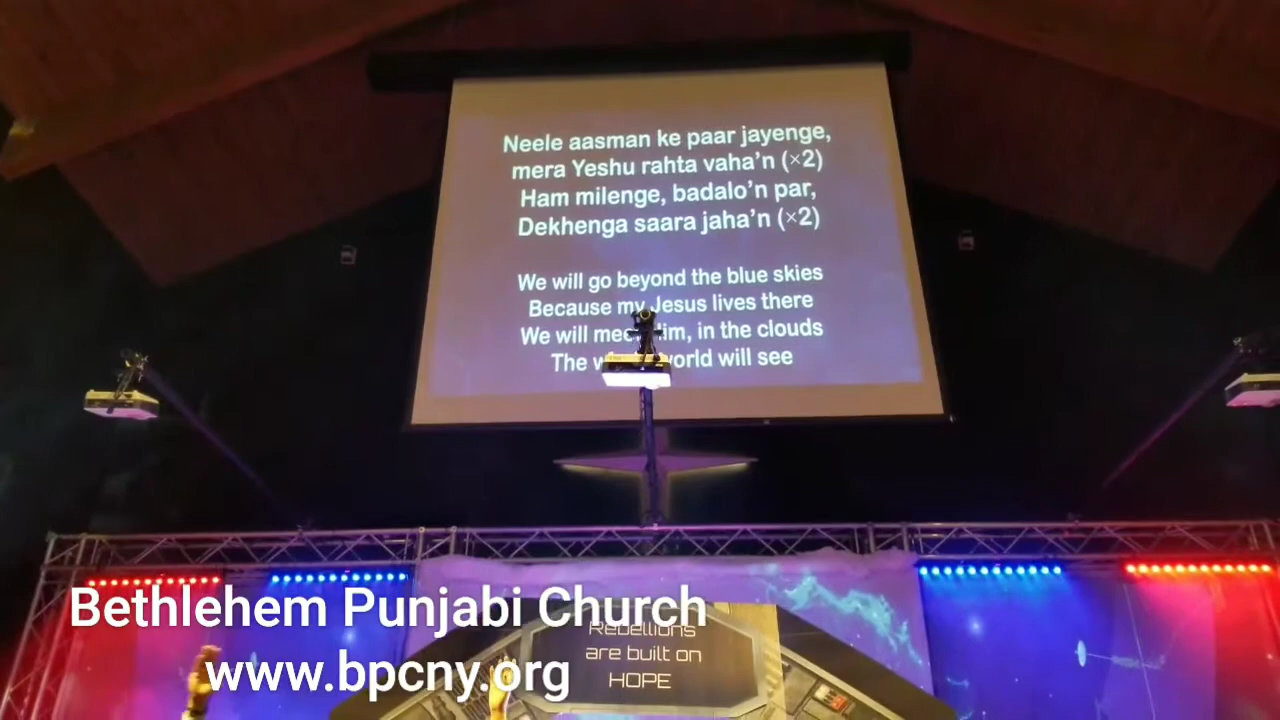 Neele aasman ke paar jayenge,
mera Yeshu rahta vaha’n (×2)
Ham milenge, badalo’n par,
Dekhenga saara jaha’n (×2)
We will go beyond the blue skies
Because my Jesus lives there
We will in the clouds
The will see
Bethlehem Punjabi Church
www.bpcny.org
Rebellions
are built on
HOPE